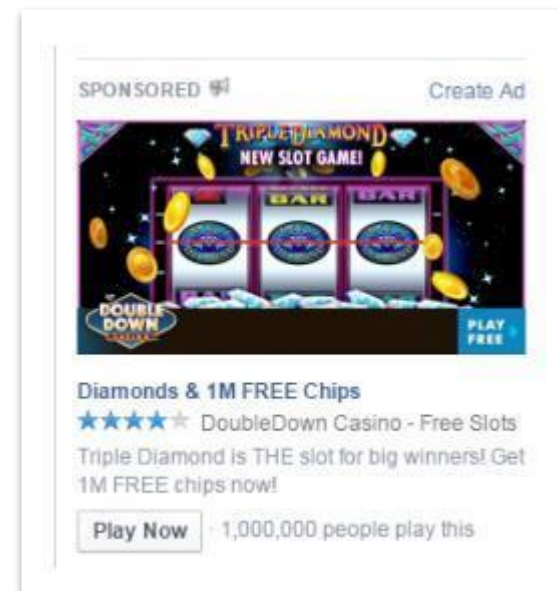 SPONSORED
Create Ad
TRIPLE DIAMOND
NEW SLOT GAME!
BAR BAR
DOUBLE
DOWN
CASINO
PLAY
FREE
Diamonds & 1M FREE Chips
DoubleDown Casino - Free Slots
Triple Diamond is THE slot for big winners! Get
1M FREE chips now!
Play Now · 1,000,000 people play this